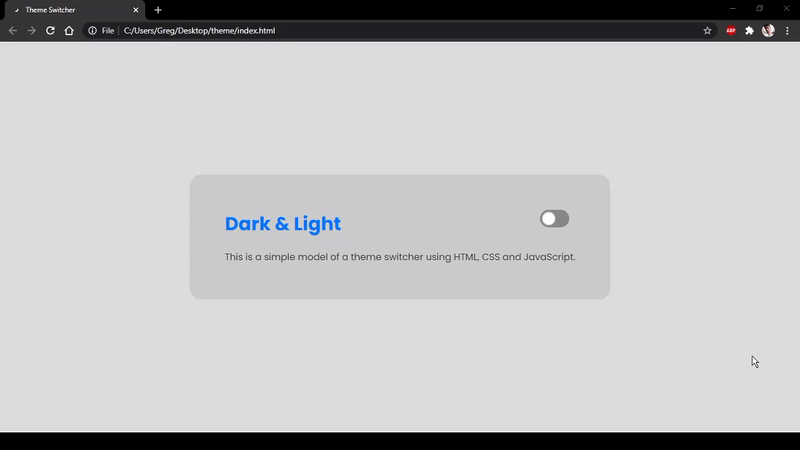 Theme Switcher
File
C:/Users/Greg/Desktop/theme/index.html
ABP
Dark & Light
This is a simple model of a theme switcher using HTML, CSS and JavaScript.